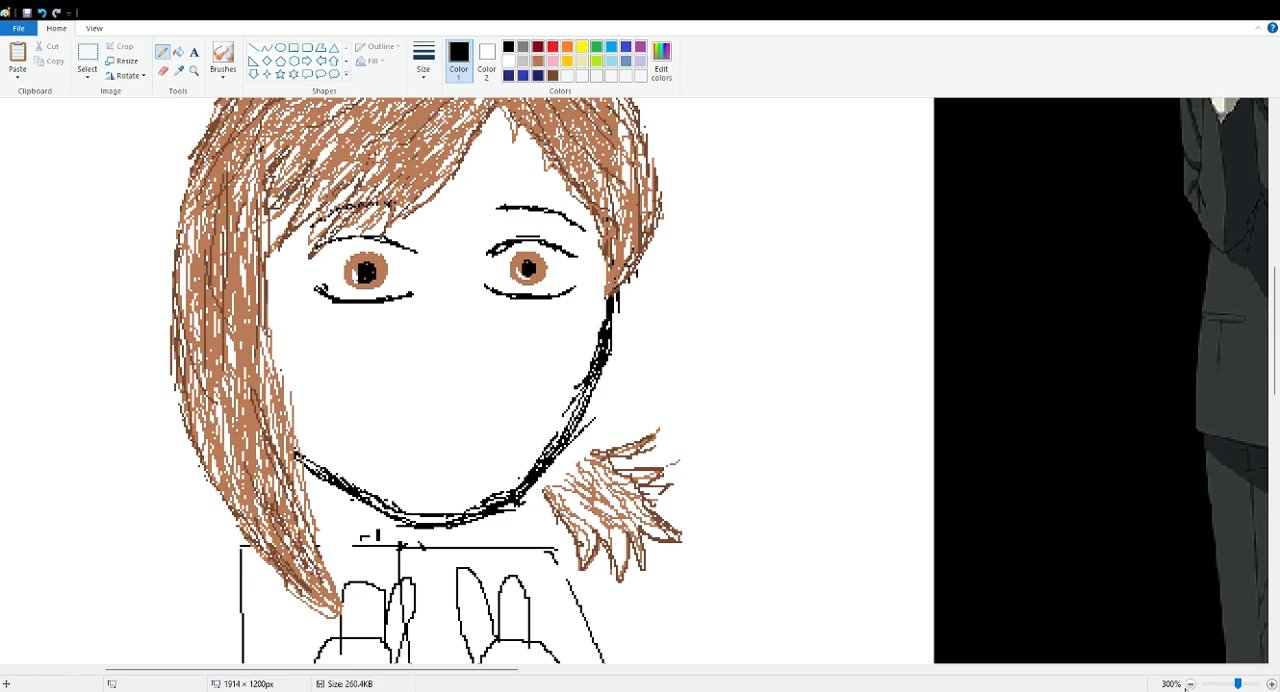 File Home View
Cut Crop Outline
Copy Resize Fill
Paste Select Rotate A Brushes Size Color 1 Color 2 Edit colors
Clipboard Image Tools Shapes Colors
1914 × 1200px Size: 260.4KB 300%